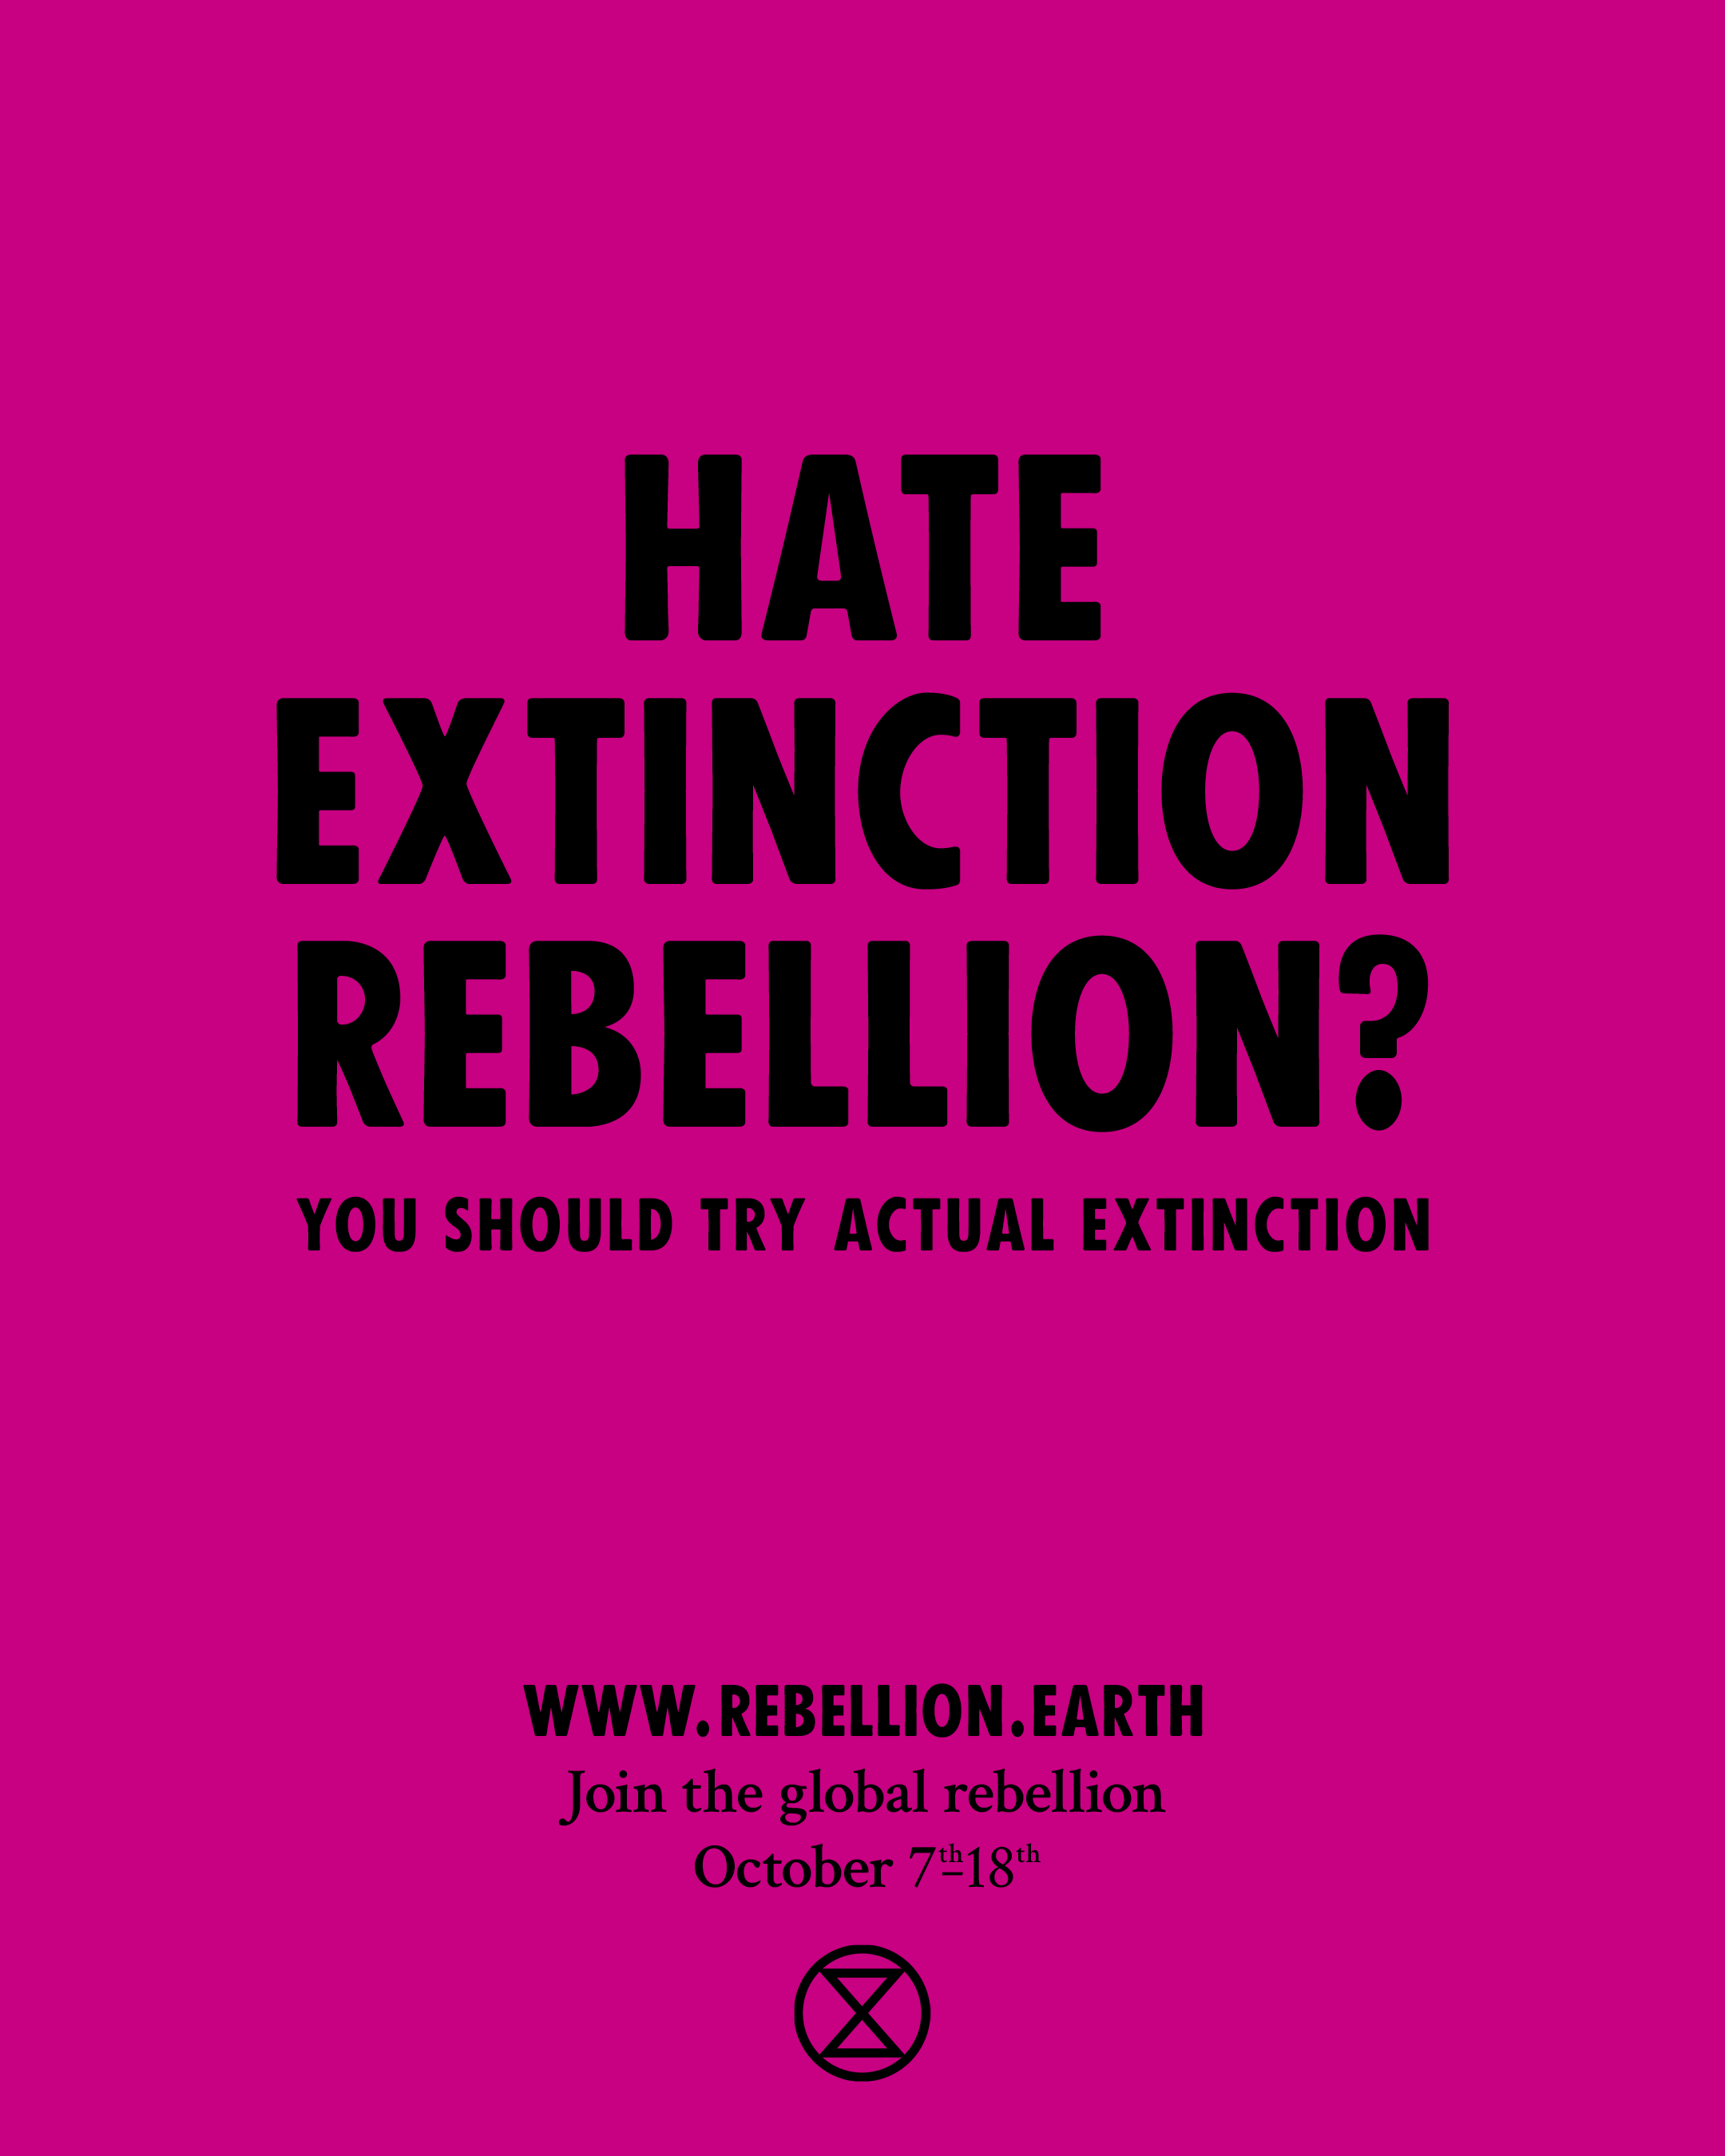 HATE
EXTINCTION
REBELLION?
YOU SHOULD TRY ACTUAL EXTINCTION
WWW.REBELLION.EARTH
Join the global rebellion
October 7th–18th